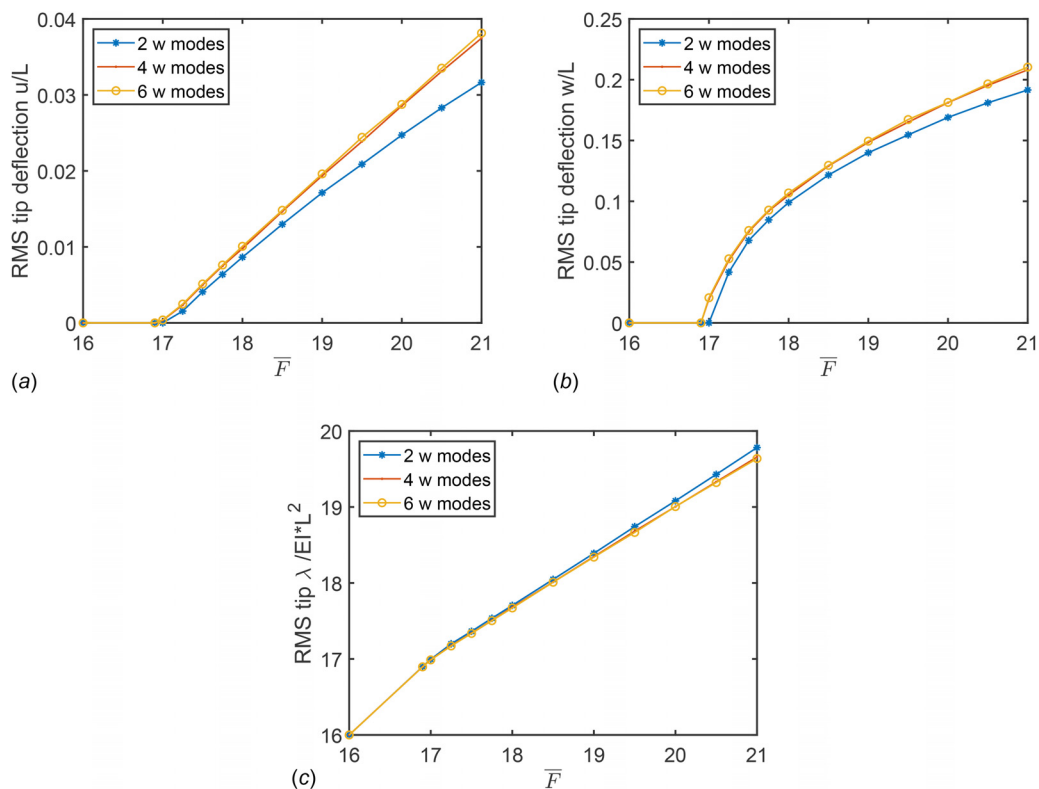 0.04
0.03
0.02
0.01
0
RMS tip deflection u/L
2 w modes
4 w modes
6 w modes
16 17 18 19 20 21
F̅
(a)
0.25
0.2
0.15
0.1
0.05
0
RMS tip deflection w/L
2 w modes
4 w modes
6 w modes
16 17 18 19 20 21
F̅
(b)
20
19
18
17
16
RMS tip λ /EI*L²
2 w modes
4 w modes
6 w modes
16 17 18 19 20 21
F̅
(c)